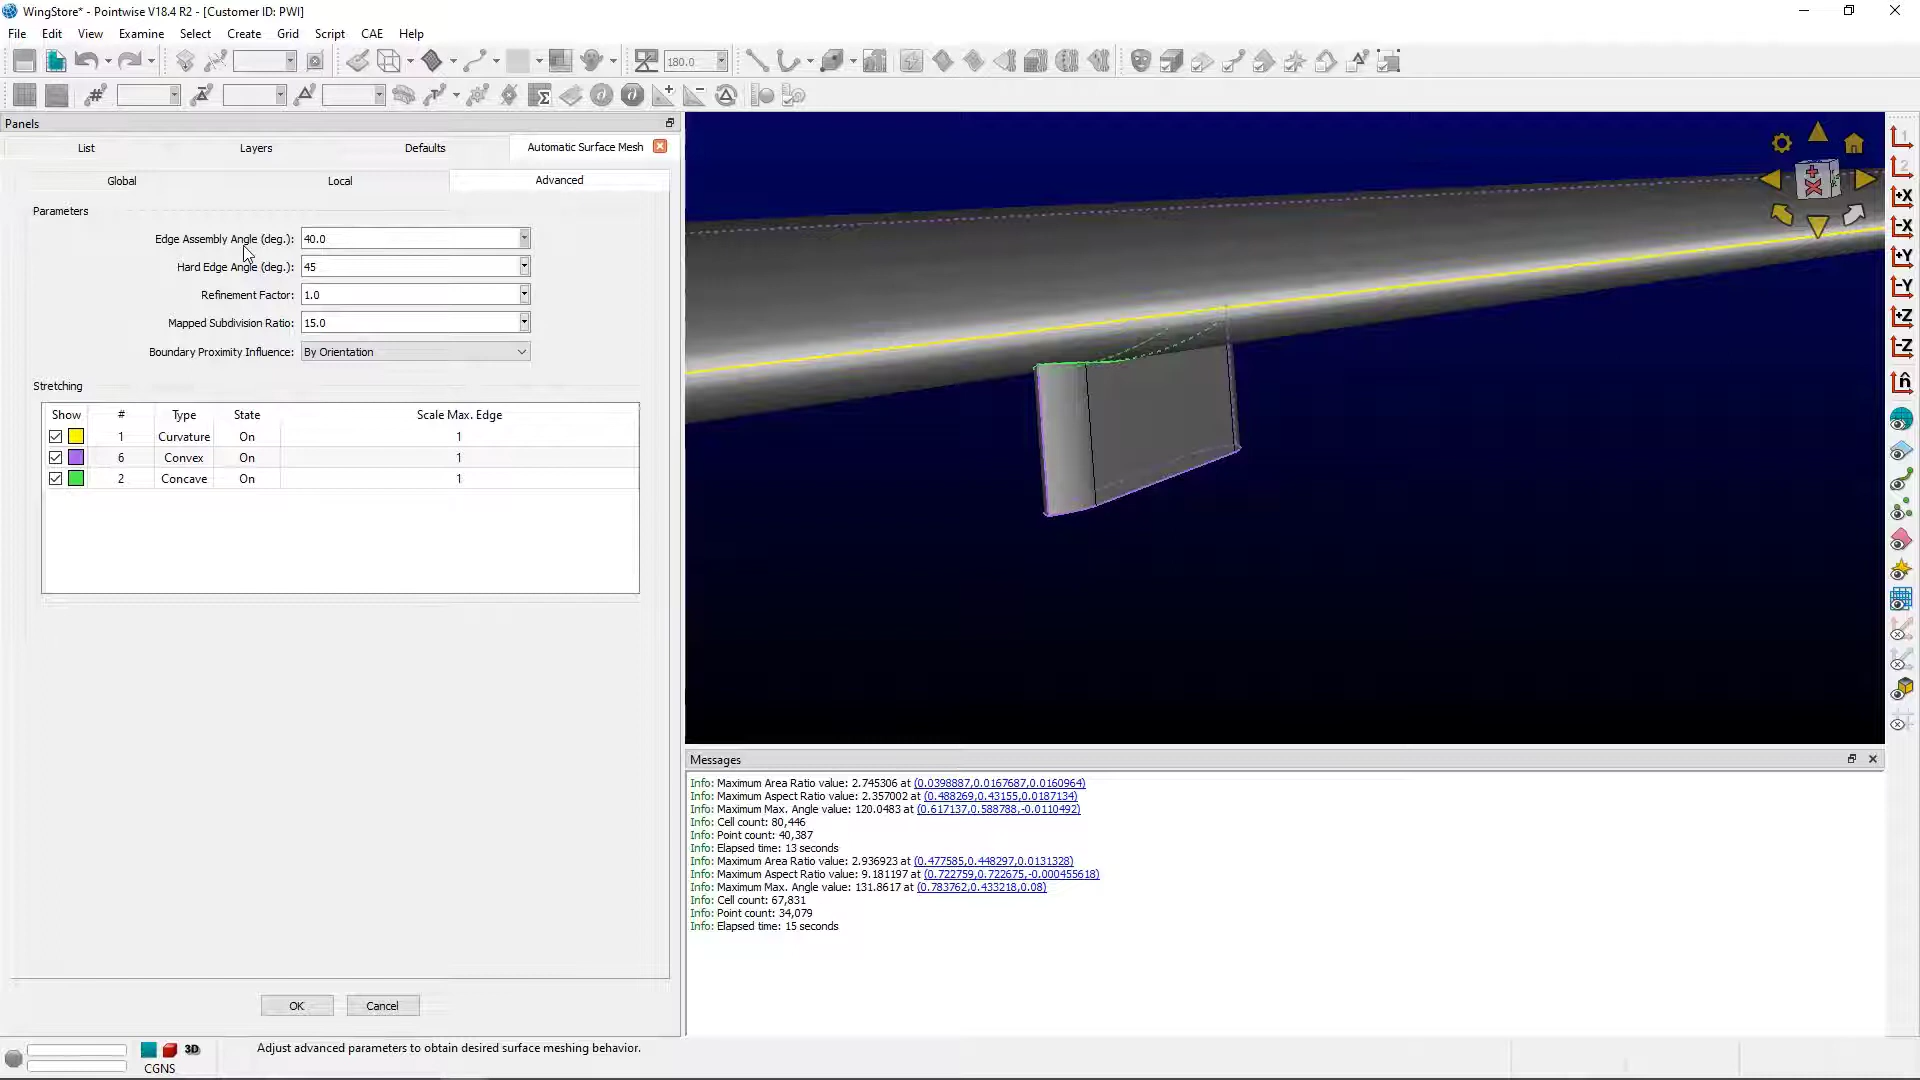 WingStore* - Pointwise V18.4 R2 - [Customer ID: PWI]
File Edit View Examine Select Create Grid Script CAE Help
180.0
Panels
List Layers Defaults Automatic Surface Mesh
Global Local Advanced
Parameters
Edge Assembly Angle (deg.): 40.0
Hard Edge Angle (deg.): 45
Refinement Factor: 1.0
Mapped Subdivision Ratio: 15.0
Boundary Proximity Influence: By Orientation
Stretching
Show # Type State Scale Max. Edge
1 Curvature On 1
6 Convex On 1
2 Concave On 1
OK Cancel
Messages
Info: Maximum Area Ratio value: 2.745306 at (0.0398887,0.0167687,0.0160964)
Info: Maximum Aspect Ratio value: 2.357002 at (0.488269,0.43155,0.0187134)
Info: Maximum Max. Angle value: 120.0483 at (0.617137,0.588788,-0.0110492)
Info: Cell count: 80,446
Info: Point count: 40,387
Info: Elapsed time: 13 seconds
Info: Maximum Area Ratio value: 2.936923 at (0.477585,0.448297,0.0131328)
Info: Maximum Aspect Ratio value: 9.181197 at (0.722759,0.722675,-0.000455618)
Info: Maximum Max. Angle value: 131.8617 at (0.783762,0.433218,0.08)
Info: Cell count: 67,831
Info: Point count: 34,079
Info: Elapsed time: 15 seconds
1
2
+X
-X
+Y
-Y
+Z
-Z
n̂
3D
CGNS
Adjust advanced parameters to obtain desired surface meshing behavior.